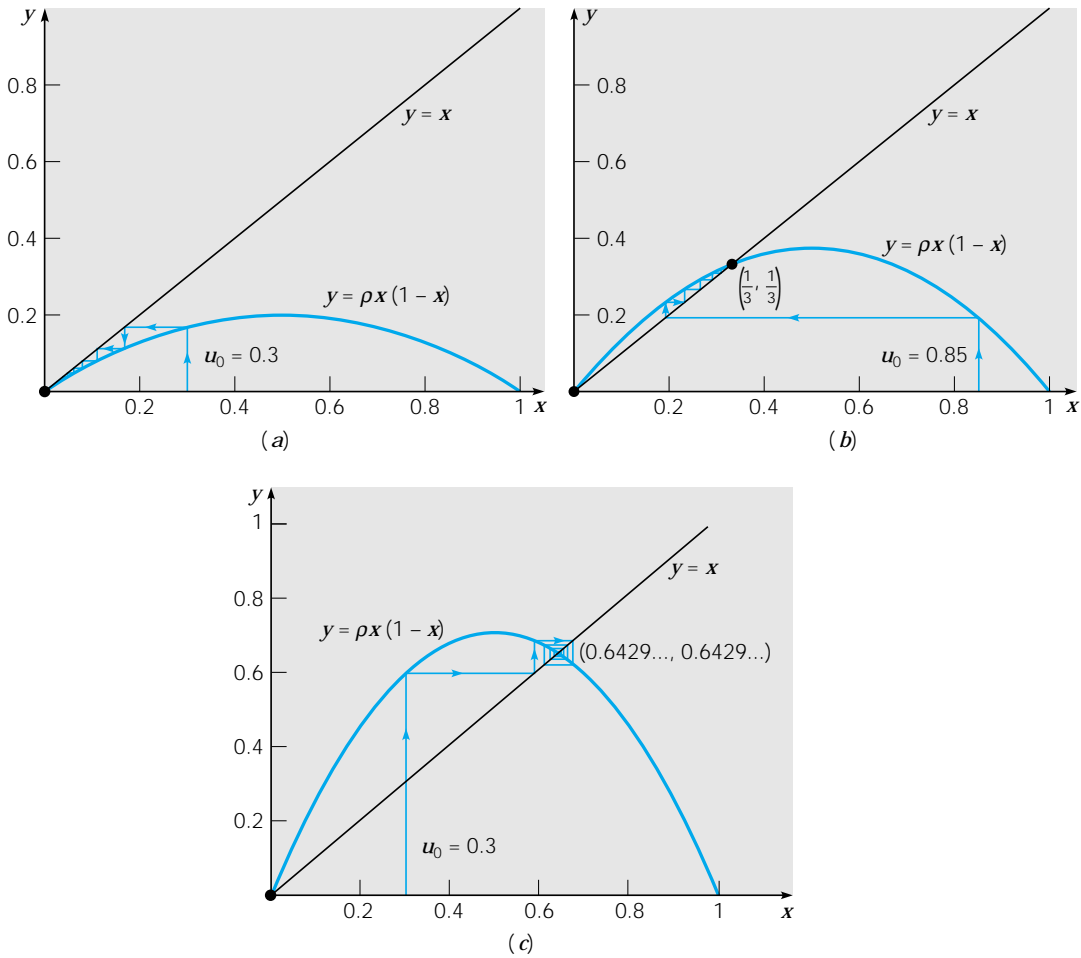 y
0.8
0.6
0.4
0.2
y = x
y = ρx (1 – x)
u₀ = 0.3
0.2
0.4
0.6
0.8
1
x
(a)
y
0.8
0.6
0.4
0.2
y = x
y = ρx (1 – x)
(1/3, 1/3)
u₀ = 0.85
0.2
0.4
0.6
0.8
1
x
(b)
y
1
0.8
0.6
0.4
0.2
y = x
y = ρx (1 – x)
(0.6429..., 0.6429...)
u₀ = 0.3
0.2
0.4
0.6
0.8
1
x
(c)